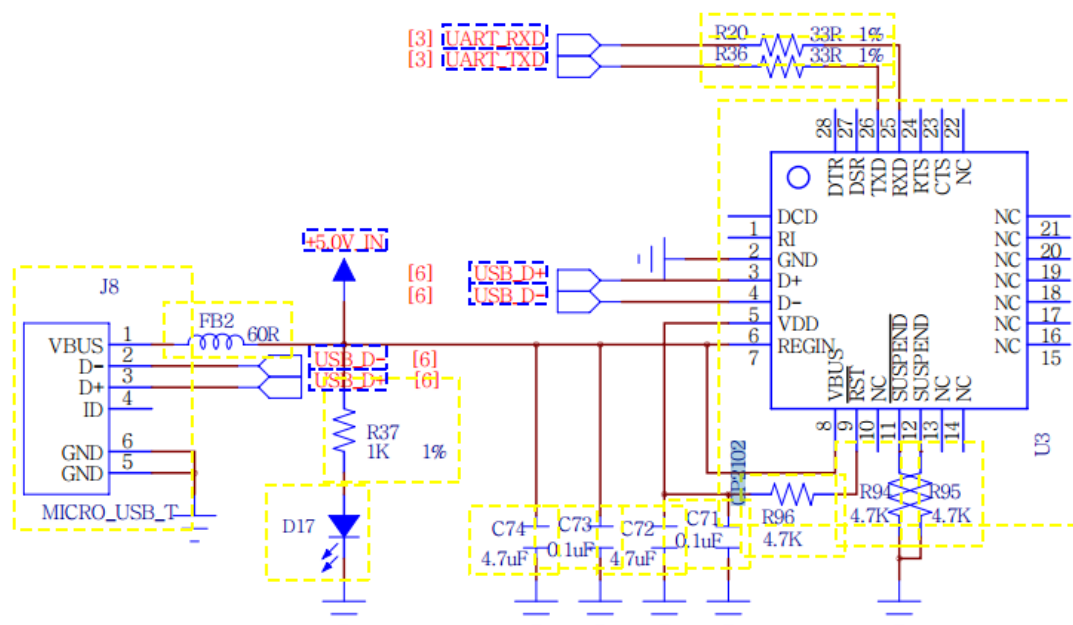 [3] UART_RXD
[3] UART_TXD
R20 33R 1%
R36 33R 1%
28 27 26 25 24 23 22
DTR DSR TXD RXD RTS CTS NC
DCD
1 RI
2 GND
3 D+
4 D-
5 VDD
6 REGIN
7
NC 21
NC 20
NC 19
NC 18
NC 17
NC 16
NC 15
VBUS RST NC SUSPEND SUSPEND NC NC
8 9 10 11 12 13 14
U3
+5.0V_IN
[6] USB_D+
[6] USB_D-
J8
FB2 60R
VBUS 1
D- 2
D+ 3
ID 4
GND 6
GND 5
MICRO_USB_T
USB_D- [6]
USB_D+ [6]
R37
1K 1%
D17
C74
4.7uF
C73
0.1uF
C72
4.7uF
C71
0.1uF
CP2102
R96
4.7K
R94
4.7K
R95
4.7K